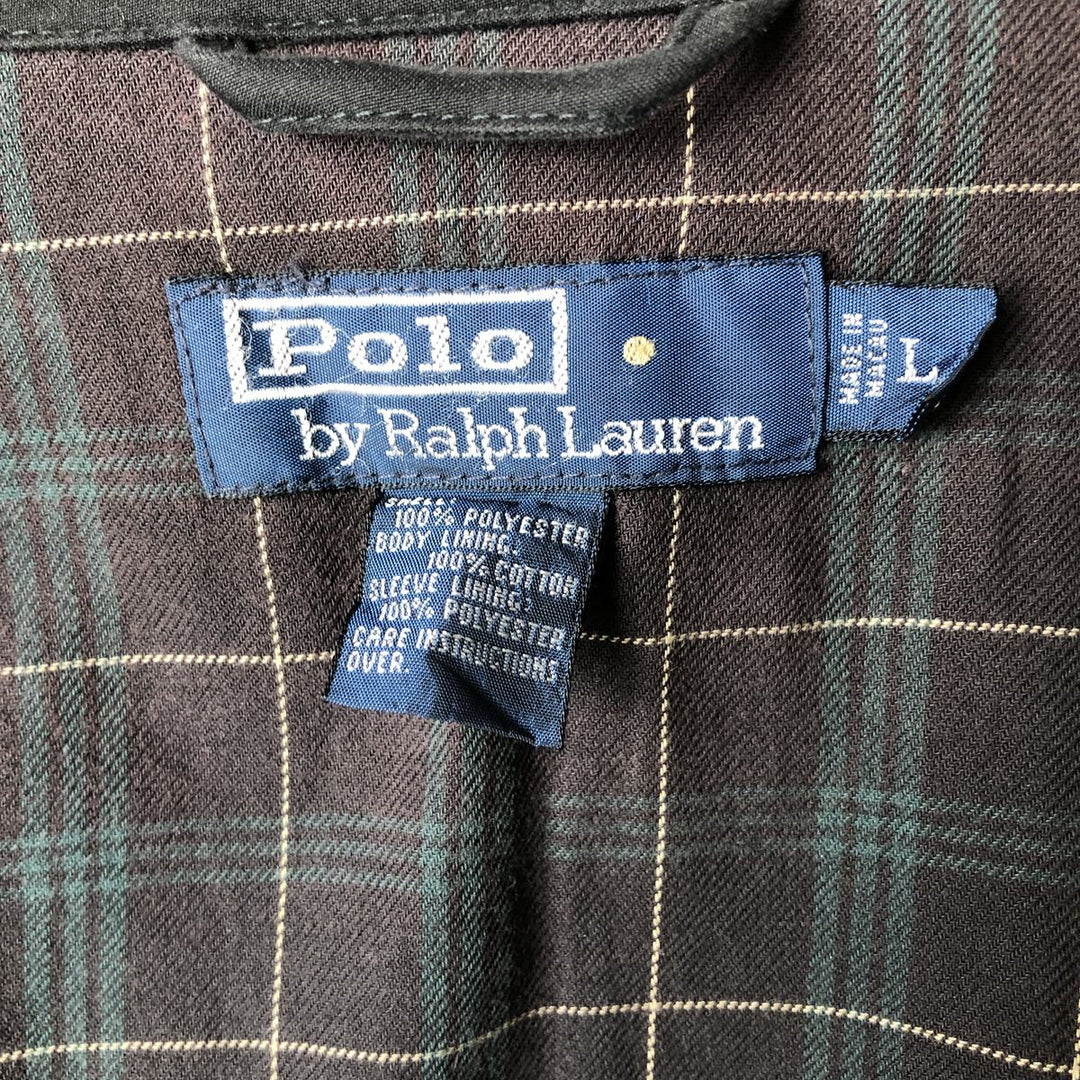 Polo
by Ralph Lauren
MADE IN
MACAU
L
100% POLYESTER
BODY LINING:
100% COTTON
SLEEVE LINING:
100% POLYESTER
CARE INSTRUCTIONS
OVER